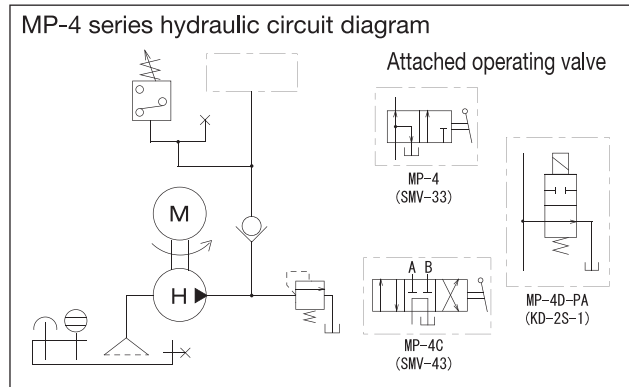 MP-4 series hydraulic circuit diagram
Attached operating valve
MP-4
(SMV-33)
M
H
A B
MP-4C
(SMV-43)
MP-4D-PA
(KD-2S-1)